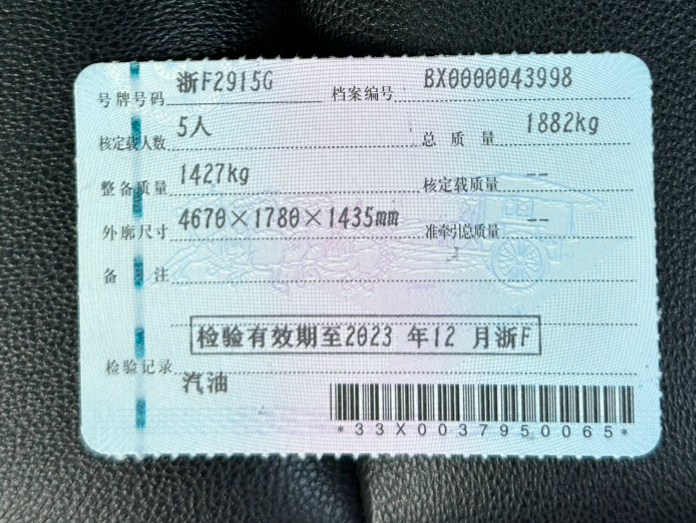 号牌号码 浙F2915G 档案编号 BX0000043998
核定载人数 5人 总质量 1882kg
整备质量 1427kg 核定载质量 --
外廓尺寸 4670×1780×1435mm 准牵引总质量 --
备注
检验有效期至2023 年12 月浙F
检验记录
汽油
*33X0037950065*